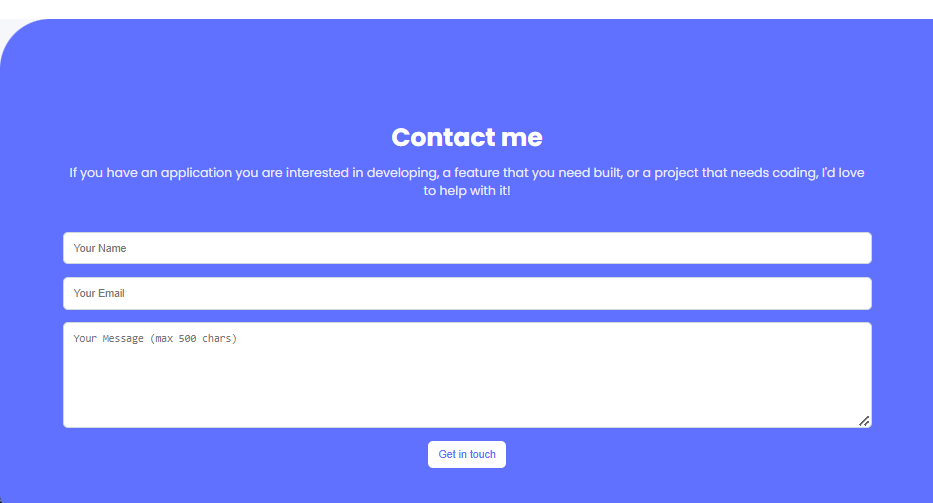 Contact me
If you have an application you are interested in developing, a feature that you need built, or a project that needs coding, I'd love
to help with it!
Your Name
Your Email
Your Message (max 500 chars)
Get in touch